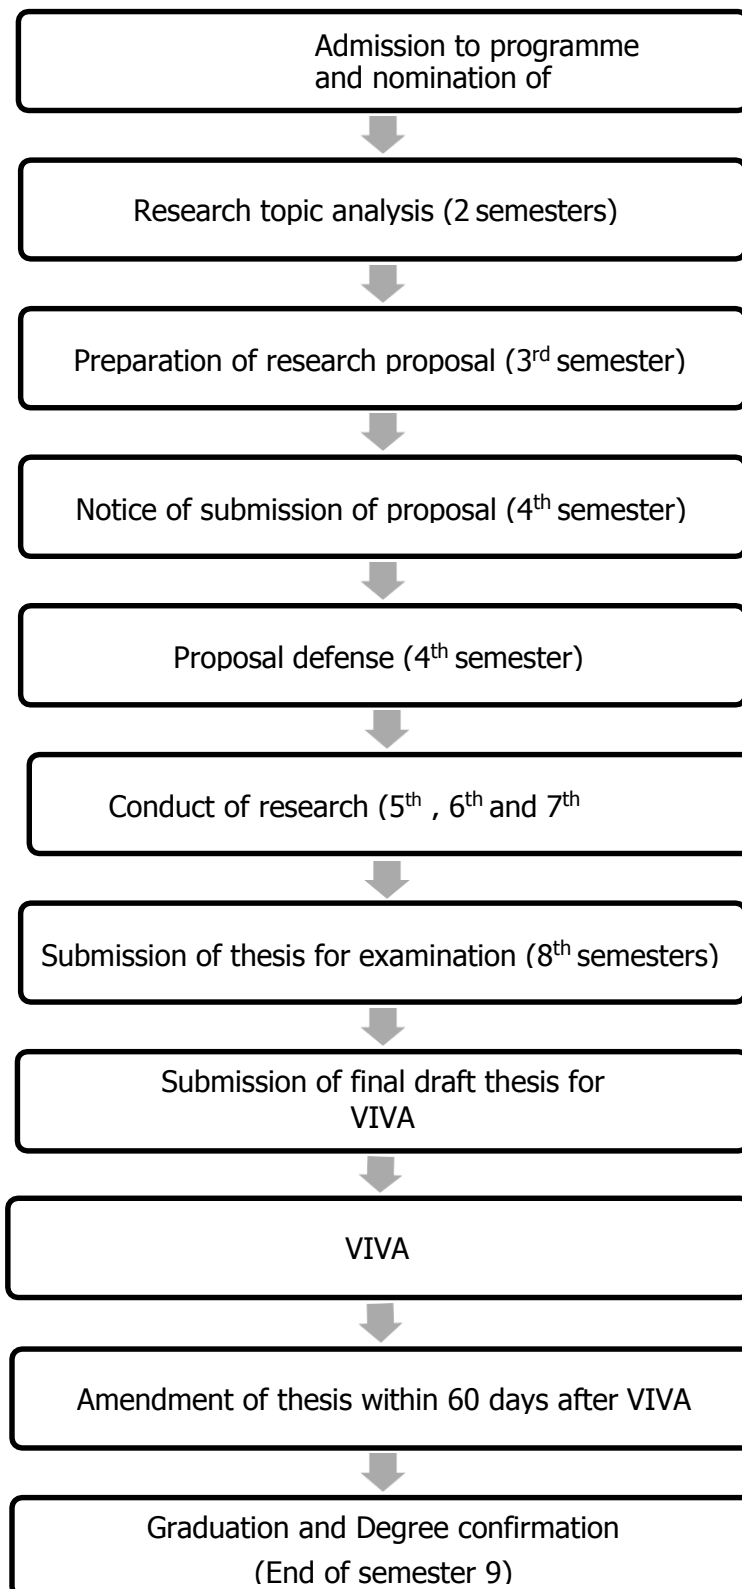 Admission to programme
and nomination of
Research topic analysis (2 semesters)
Preparation of research proposal (3rd semester)
Notice of submission of proposal (4th semester)
Proposal defense (4th semester)
Conduct of research (5th , 6th and 7th
Submission of thesis for examination (8th semesters)
Submission of final draft thesis for
VIVA
VIVA
Amendment of thesis within 60 days after VIVA
Graduation and Degree confirmation
(End of semester 9)